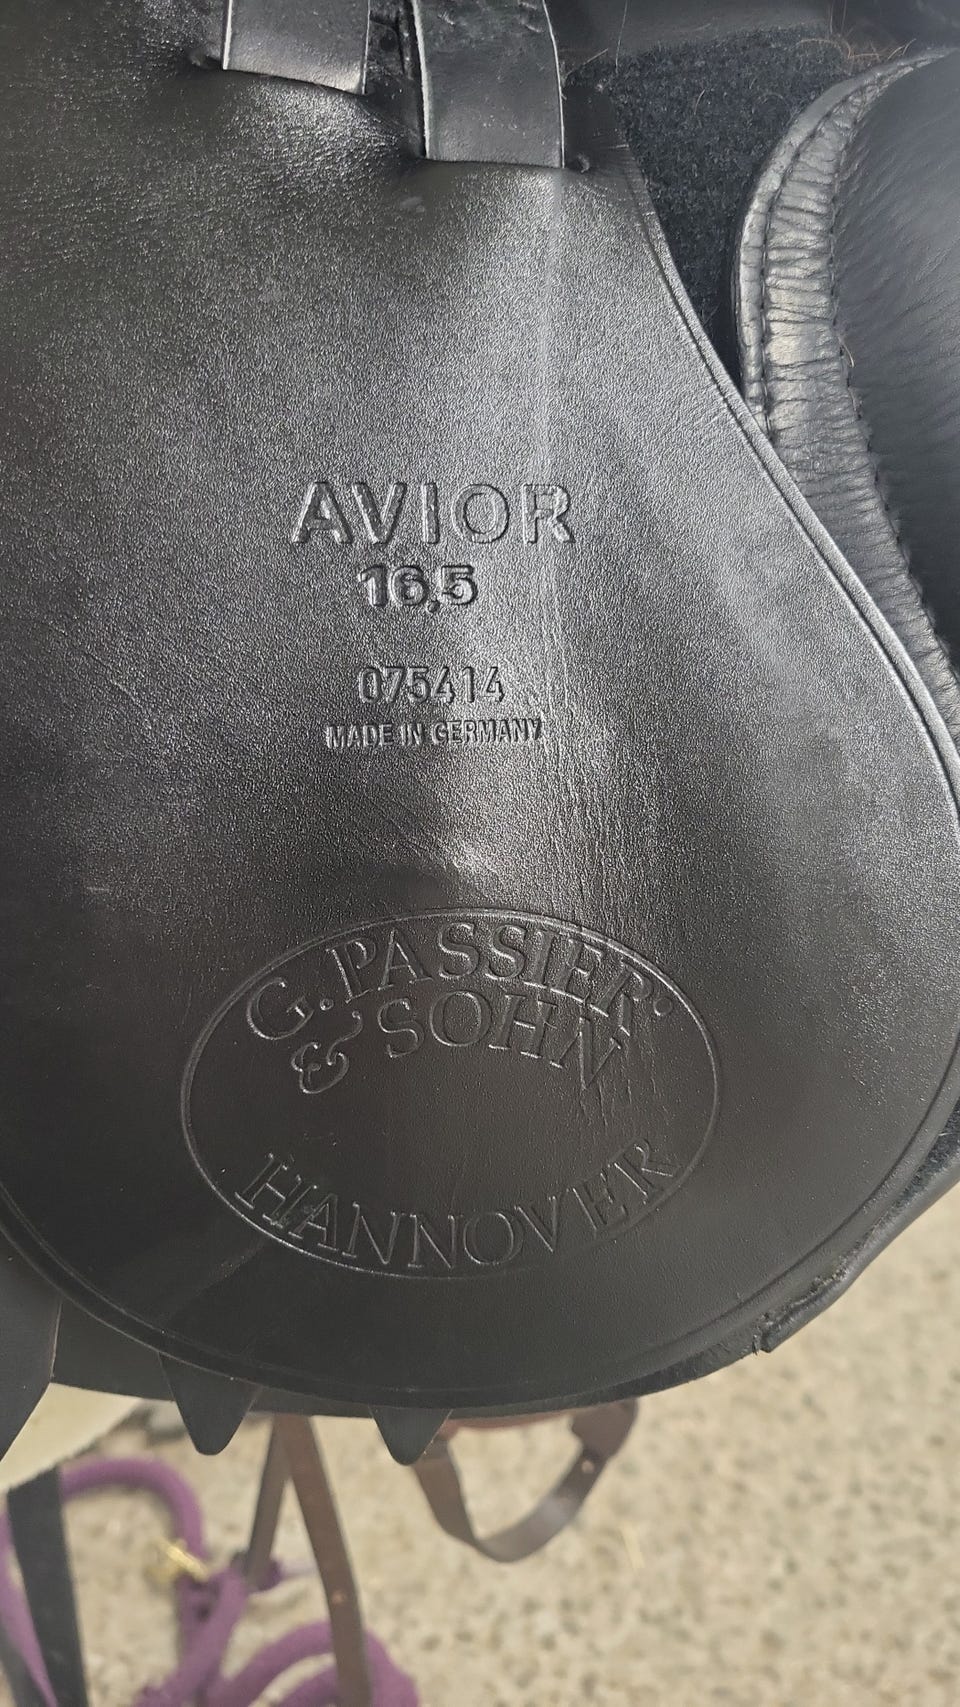 AVIOR
16,5
075414
MADE IN GERMANY
G. PASSIER
& SOHN
HANNOVER